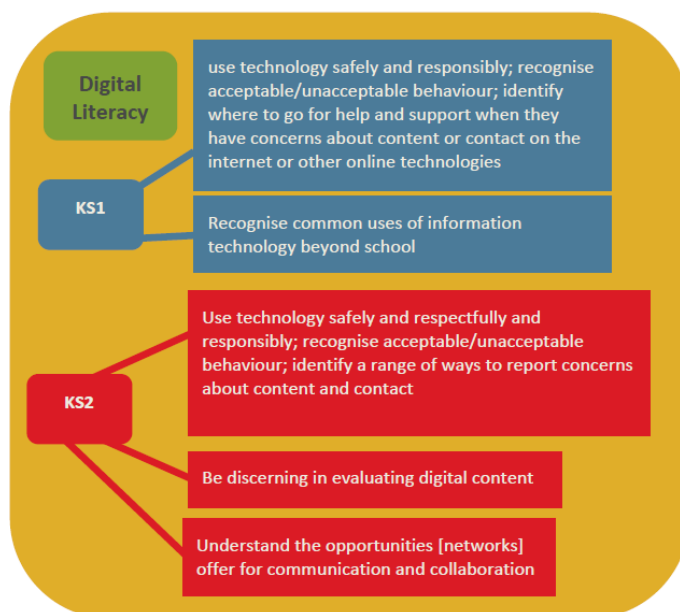 Digital
Literacy
use technology safely and responsibly; recognise
acceptable/unacceptable behaviour; identify
where to go for help and support when they
have concerns about content or contact on the
internet or other online technologies
KS1
Recognise common uses of information
technology beyond school
Use technology safely and respectfully and
responsibly; recognise acceptable/unacceptable
behaviour; identify a range of ways to report concerns
about content and contact
KS2
Be discerning in evaluating digital content
Understand the opportunities [networks]
offer for communication and collaboration